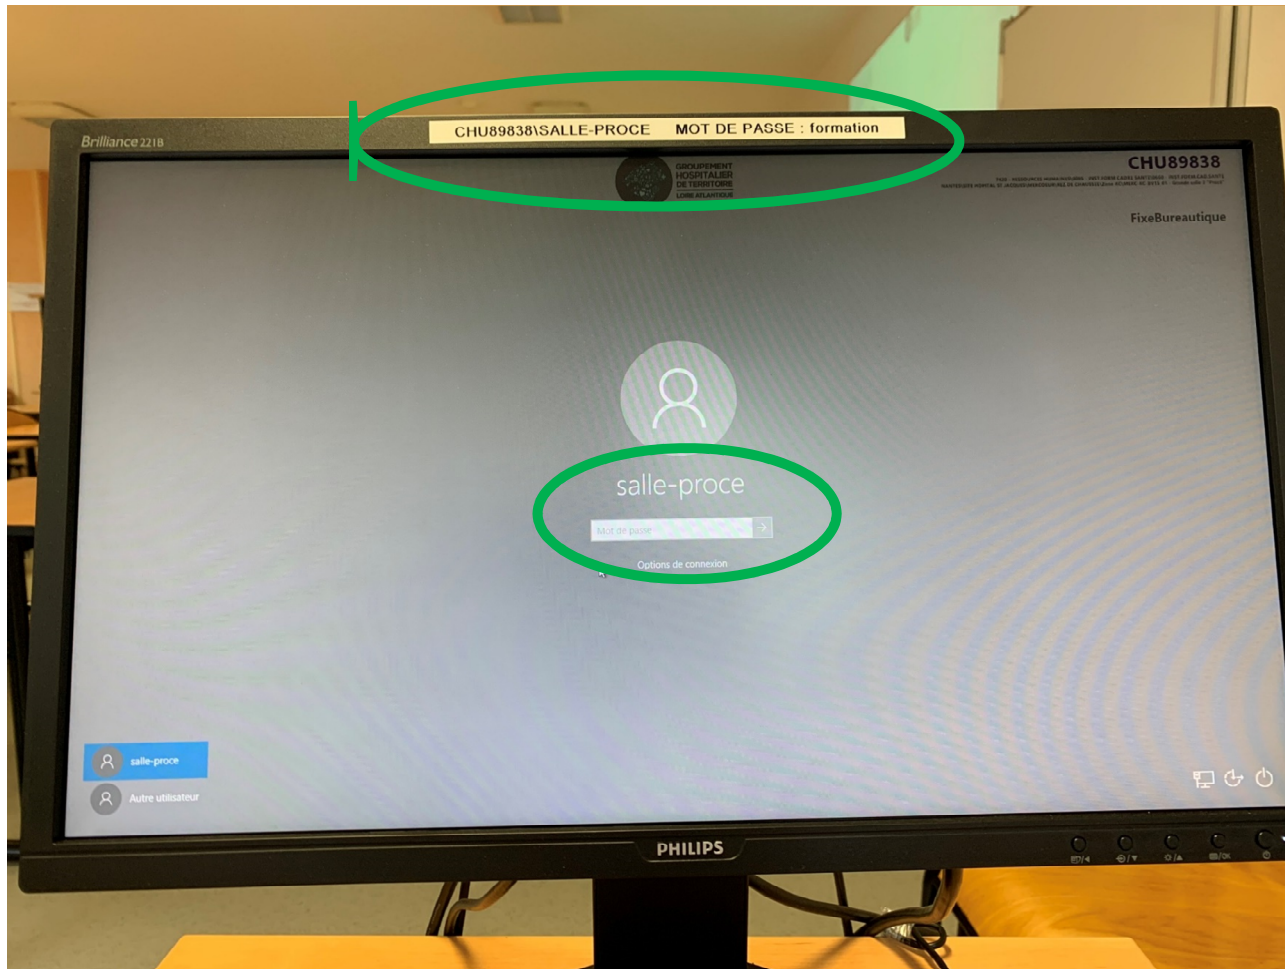 CHU89838\SALLE-PROCE MOT DE PASSE : formation
Brilliance 221B
GROUPEMENT
HOSPITALIER
DE TERRITOIRE
LOIRE ATLANTIQUE
CHU89838
FixeBureautique
salle-proce
Mot de passe
Options de connexion
salle-proce
Autre utilisateur
PHILIPS